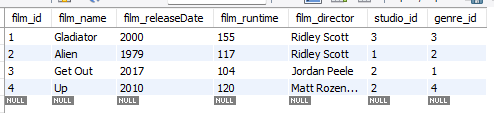 film_id film_name film_releaseDate film_runtime film_director studio_id genre_id
1 Gladiator 2000 155 Ridley Scott 3 3
2 Alien 1979 117 Ridley Scott 1 2
3 Get Out 2017 104 Jordan Peele 2 1
4 Up 2010 120 Matt Rozen... 2 4
NULL NULL NULL NULL NULL NULL NULL